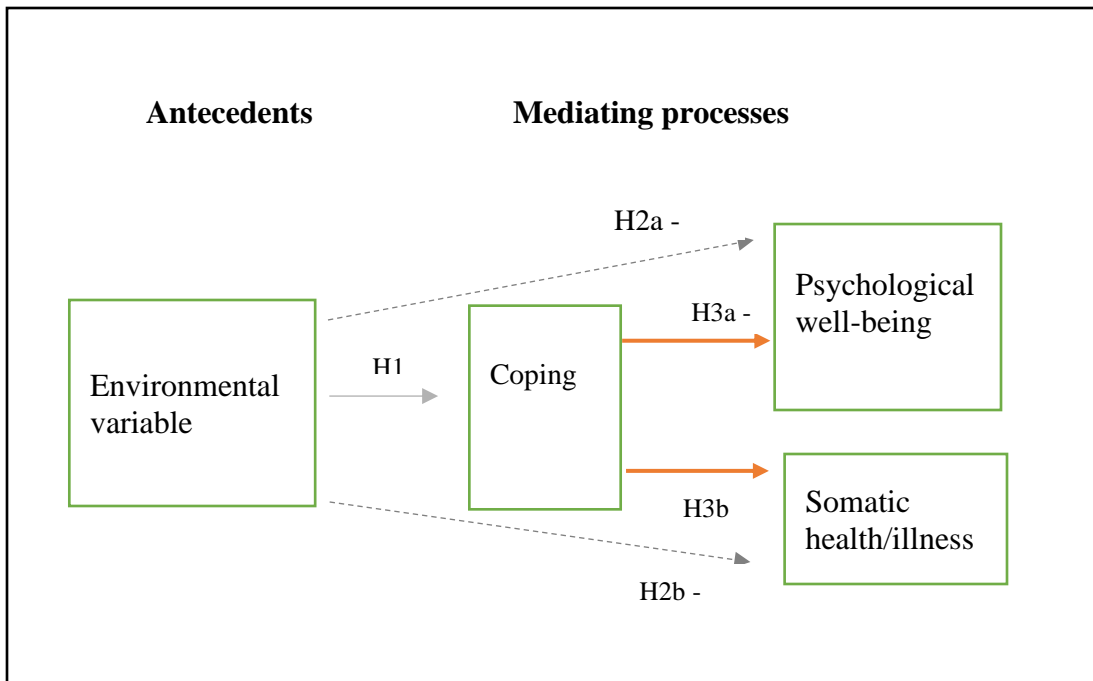 Antecedents
Mediating processes
H2a -
Psychological
well-being
H3a -
H1
Coping
Environmental
variable
H3b
Somatic
health/illness
H2b -